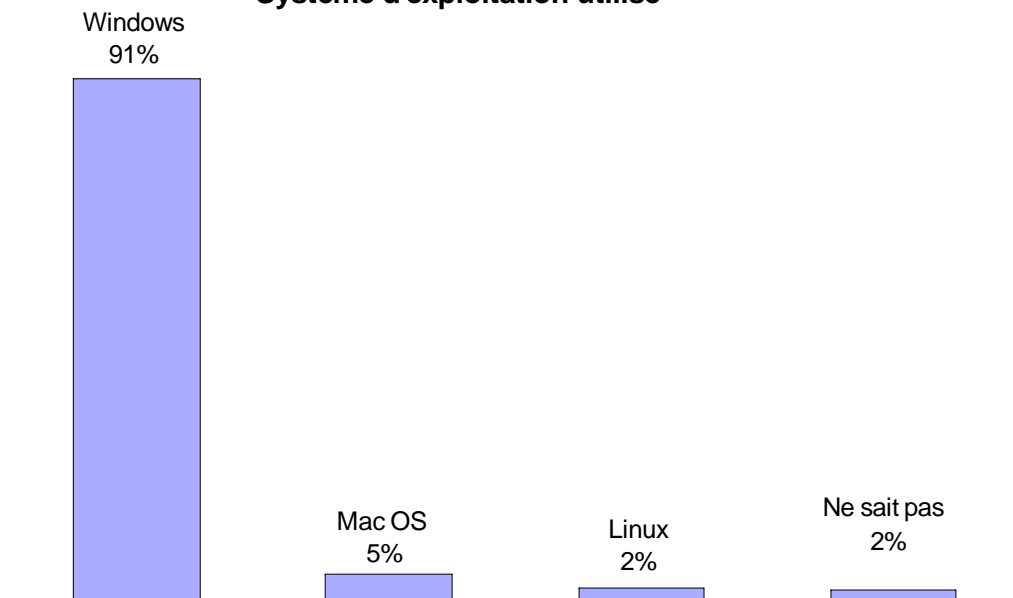 Système d'exploitation utilisé
Windows
91%
Mac OS
5%
Linux
2%
Ne sait pas
2%